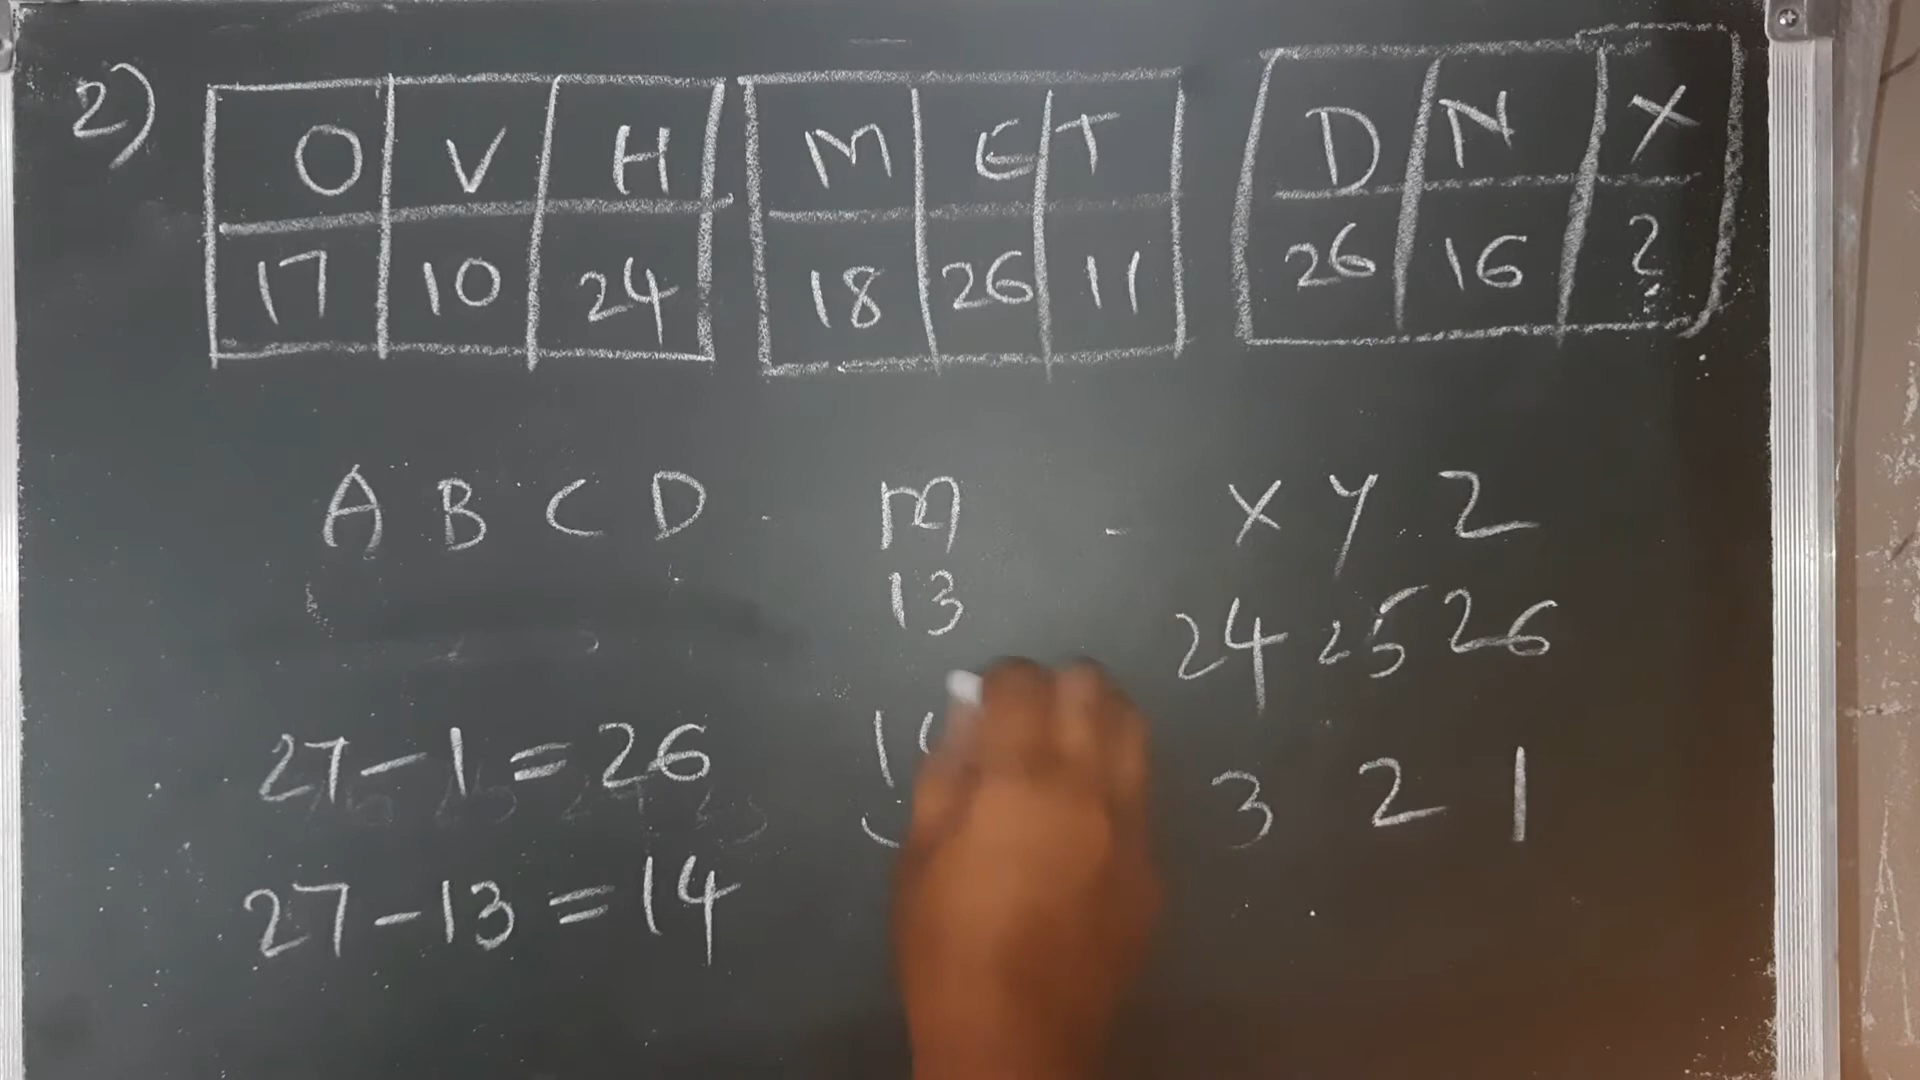 2) O V H M E T D N X
17 10 24 18 26 11 26 16 ?
A B C D - M - X Y Z
13 24 25 26
27-1=26 3 2 1
27-13=14